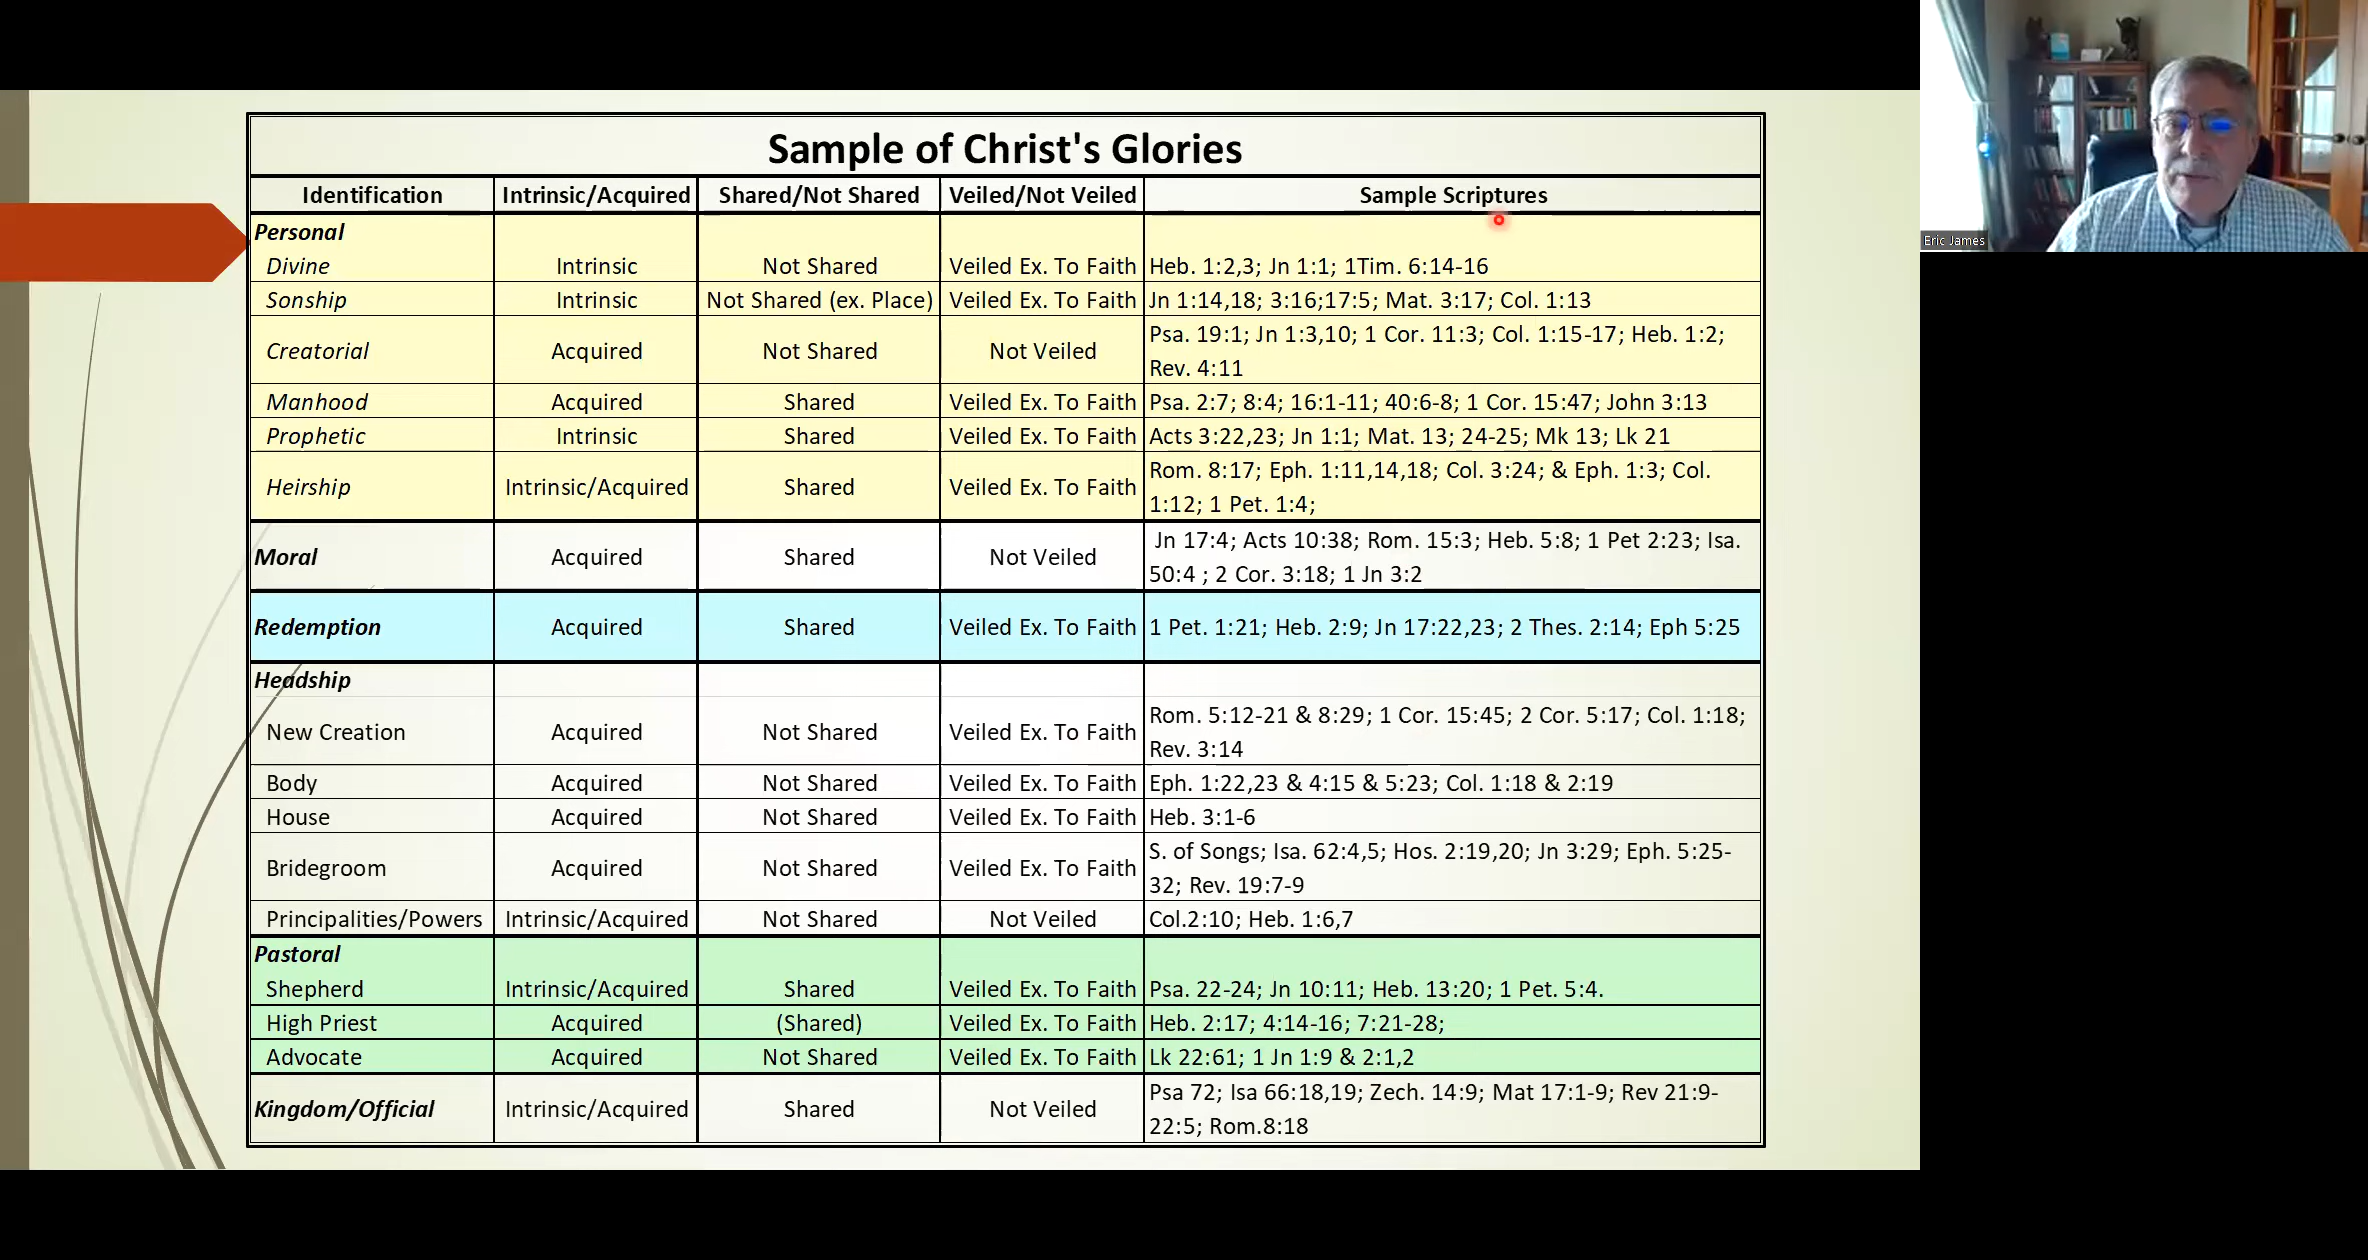 Sample of Christ's Glories
Identification Intrinsic/Acquired Shared/Not Shared Veiled/Not Veiled Sample Scriptures
Personal
Divine Intrinsic Not Shared Veiled Ex. To Faith Heb. 1:2,3; Jn 1:1; 1Tim. 6:14-16
Sonship Intrinsic Not Shared (ex. Place) Veiled Ex. To Faith Jn 1:14,18; 3:16;17:5; Mat. 3:17; Col. 1:13
Creatorial Acquired Not Shared Not Veiled Psa. 19:1; Jn 1:3,10; 1 Cor. 11:3; Col. 1:15-17; Heb. 1:2;
Rev. 4:11
Manhood Acquired Shared Veiled Ex. To Faith Psa. 2:7; 8:4; 16:1-11; 40:6-8; 1 Cor. 15:47; John 3:13
Prophetic Intrinsic Shared Veiled Ex. To Faith Acts 3:22,23; Jn 1:1; Mat. 13; 24-25; Mk 13; Lk 21
Heirship Intrinsic/Acquired Shared Veiled Ex. To Faith Rom. 8:17; Eph. 1:11,14,18; Col. 3:24; & Eph. 1:3; Col.
1:12; 1 Pet. 1:4;
Moral Acquired Shared Not Veiled Jn 17:4; Acts 10:38; Rom. 15:3; Heb. 5:8; 1 Pet 2:23; Isa.
50:4 ; 2 Cor. 3:18; 1 Jn 3:2
Redemption Acquired Shared Veiled Ex. To Faith 1 Pet. 1:21; Heb. 2:9; Jn 17:22,23; 2 Thes. 2:14; Eph 5:25
Headship
New Creation Acquired Not Shared Veiled Ex. To Faith Rom. 5:12-21 & 8:29; 1 Cor. 15:45; 2 Cor. 5:17; Col. 1:18;
Rev. 3:14
Body Acquired Not Shared Veiled Ex. To Faith Eph. 1:22,23 & 4:15 & 5:23; Col. 1:18 & 2:19
House Acquired Not Shared Veiled Ex. To Faith Heb. 3:1-6
Bridegroom Acquired Not Shared Veiled Ex. To Faith S. of Songs; Isa. 62:4,5; Hos. 2:19,20; Jn 3:29; Eph. 5:25-
32; Rev. 19:7-9
Principalities/Powers Intrinsic/Acquired Not Shared Not Veiled Col.2:10; Heb. 1:6,7
Pastoral
Shepherd Intrinsic/Acquired Shared Veiled Ex. To Faith Psa. 22-24; Jn 10:11; Heb. 13:20; 1 Pet. 5:4.
High Priest Acquired (Shared) Veiled Ex. To Faith Heb. 2:17; 4:14-16; 7:21-28;
Advocate Acquired Not Shared Veiled Ex. To Faith Lk 22:61; 1 Jn 1:9 & 2:1,2
Kingdom/Official Intrinsic/Acquired Shared Not Veiled Psa 72; Isa 66:18,19; Zech. 14:9; Mat 17:1-9; Rev 21:9-
22:5; Rom.8:18
Eric James